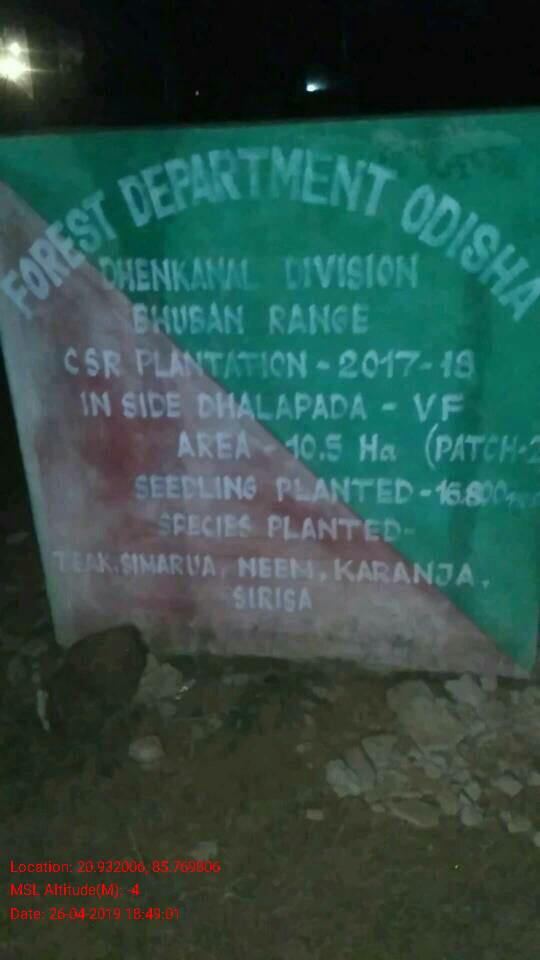 FOREST DEPARTMENT ODISHA
DHENKANAL DIVISION
BHUBAN RANGE
CSR PLANTATION - 2017-18
IN SIDE DHALAPADA - VF
AREA - 10.5 Ha (PATCH-2
SEEDLING PLANTED - 16.800
SPECIES PLANTED-
TEAK, SIMARUA, NEEM, KARANJA,
SIRISA
Location: 20.932006, 85.769806
MSL Altitude(M): -4
Date: 26-04-2019 18:49:01